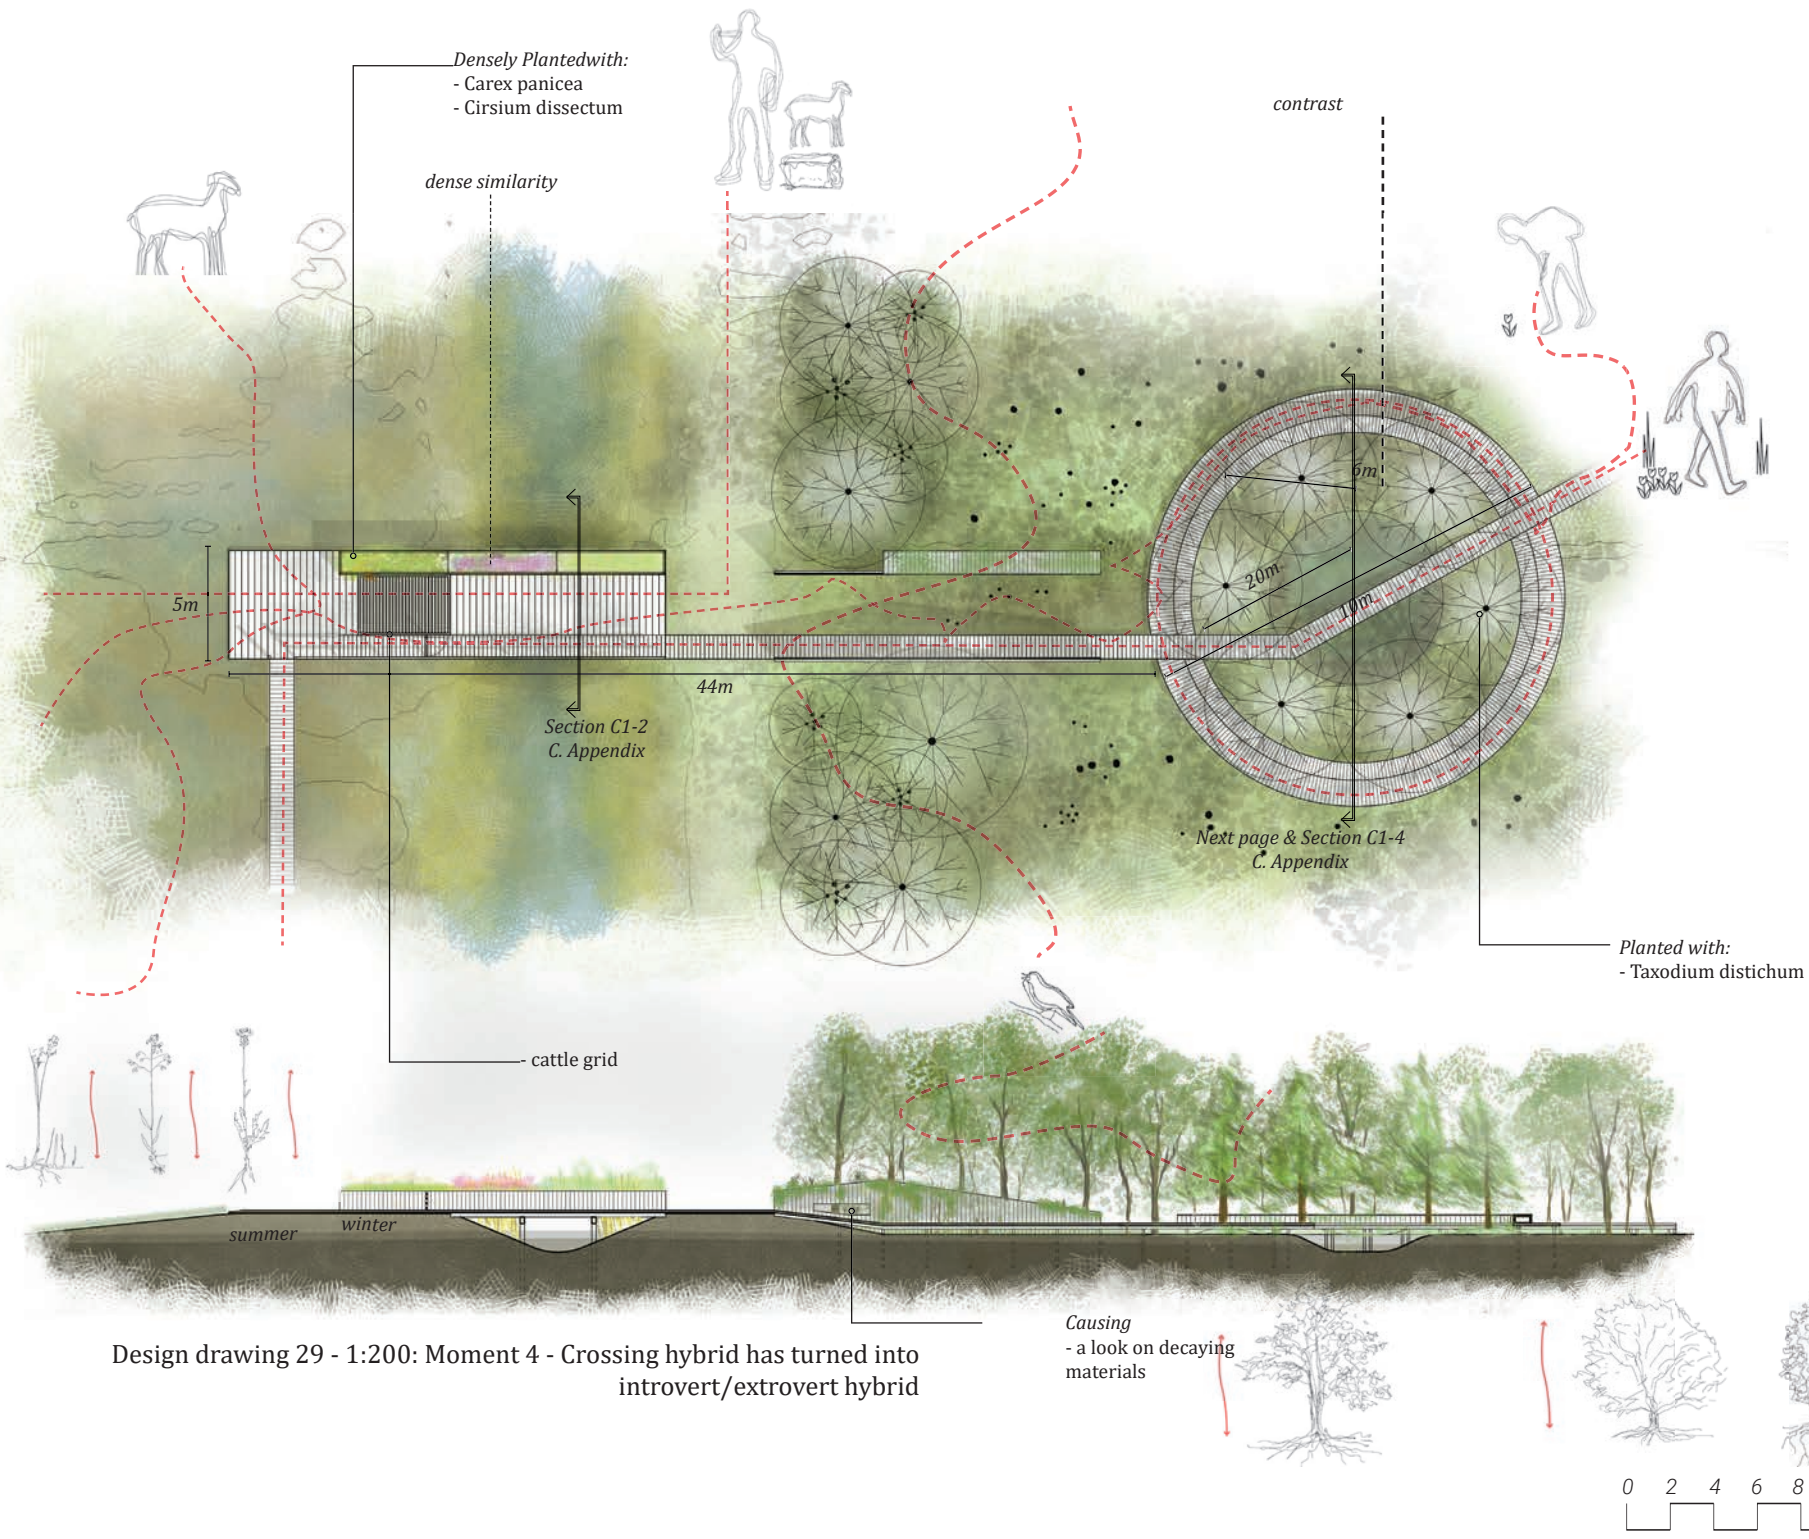 Densely Plantedwith:
- Carex panicea
- Cirsium dissectum
contrast
dense similarity
6m
20m
10m
5m
44m
Section C1-2
C. Appendix
Next page & Section C1-4
C. Appendix
Planted with:
- Taxodium distichum
- cattle grid
summer
winter
Causing
- a look on decaying
materials
Design drawing 29 - 1:200: Moment 4 - Crossing hybrid has turned into
introvert/extrovert hybrid
0 2 4 6 8